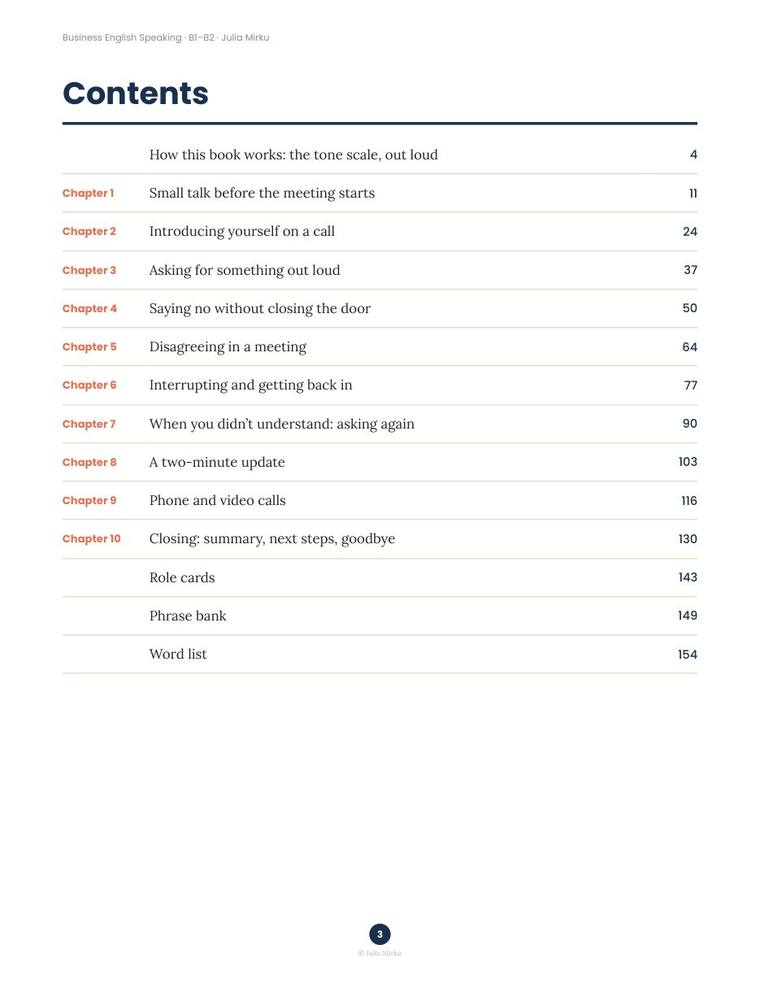 Business English Speaking · B1–B2 · Julia Mirku
Contents
How this book works: the tone scale, out loud 4
Chapter 1 Small talk before the meeting starts 11
Chapter 2 Introducing yourself on a call 24
Chapter 3 Asking for something out loud 37
Chapter 4 Saying no without closing the door 50
Chapter 5 Disagreeing in a meeting 64
Chapter 6 Interrupting and getting back in 77
Chapter 7 When you didn’t understand: asking again 90
Chapter 8 A two-minute update 103
Chapter 9 Phone and video calls 116
Chapter 10 Closing: summary, next steps, goodbye 130
Role cards 143
Phrase bank 149
Word list 154
3
© Julia Mirku